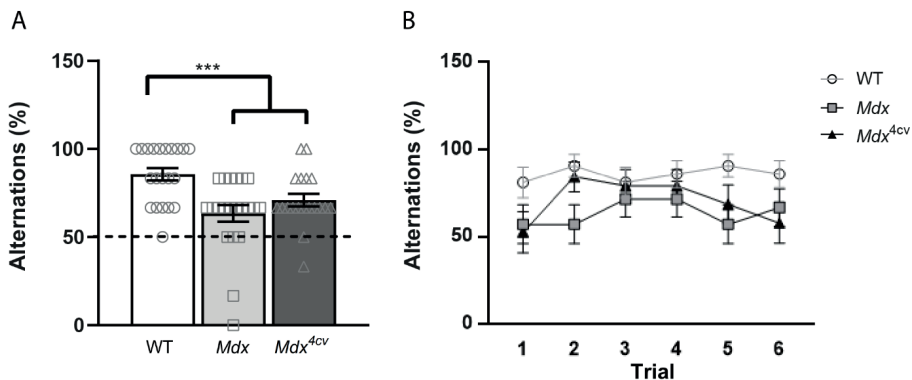 A
Alternations (%)
150
100
50
0
***
WT
Mdx
Mdx4cv
B
Alternations (%)
150
100
50
0
1 2 3 4 5 6
Trial
WT
Mdx
Mdx4cv